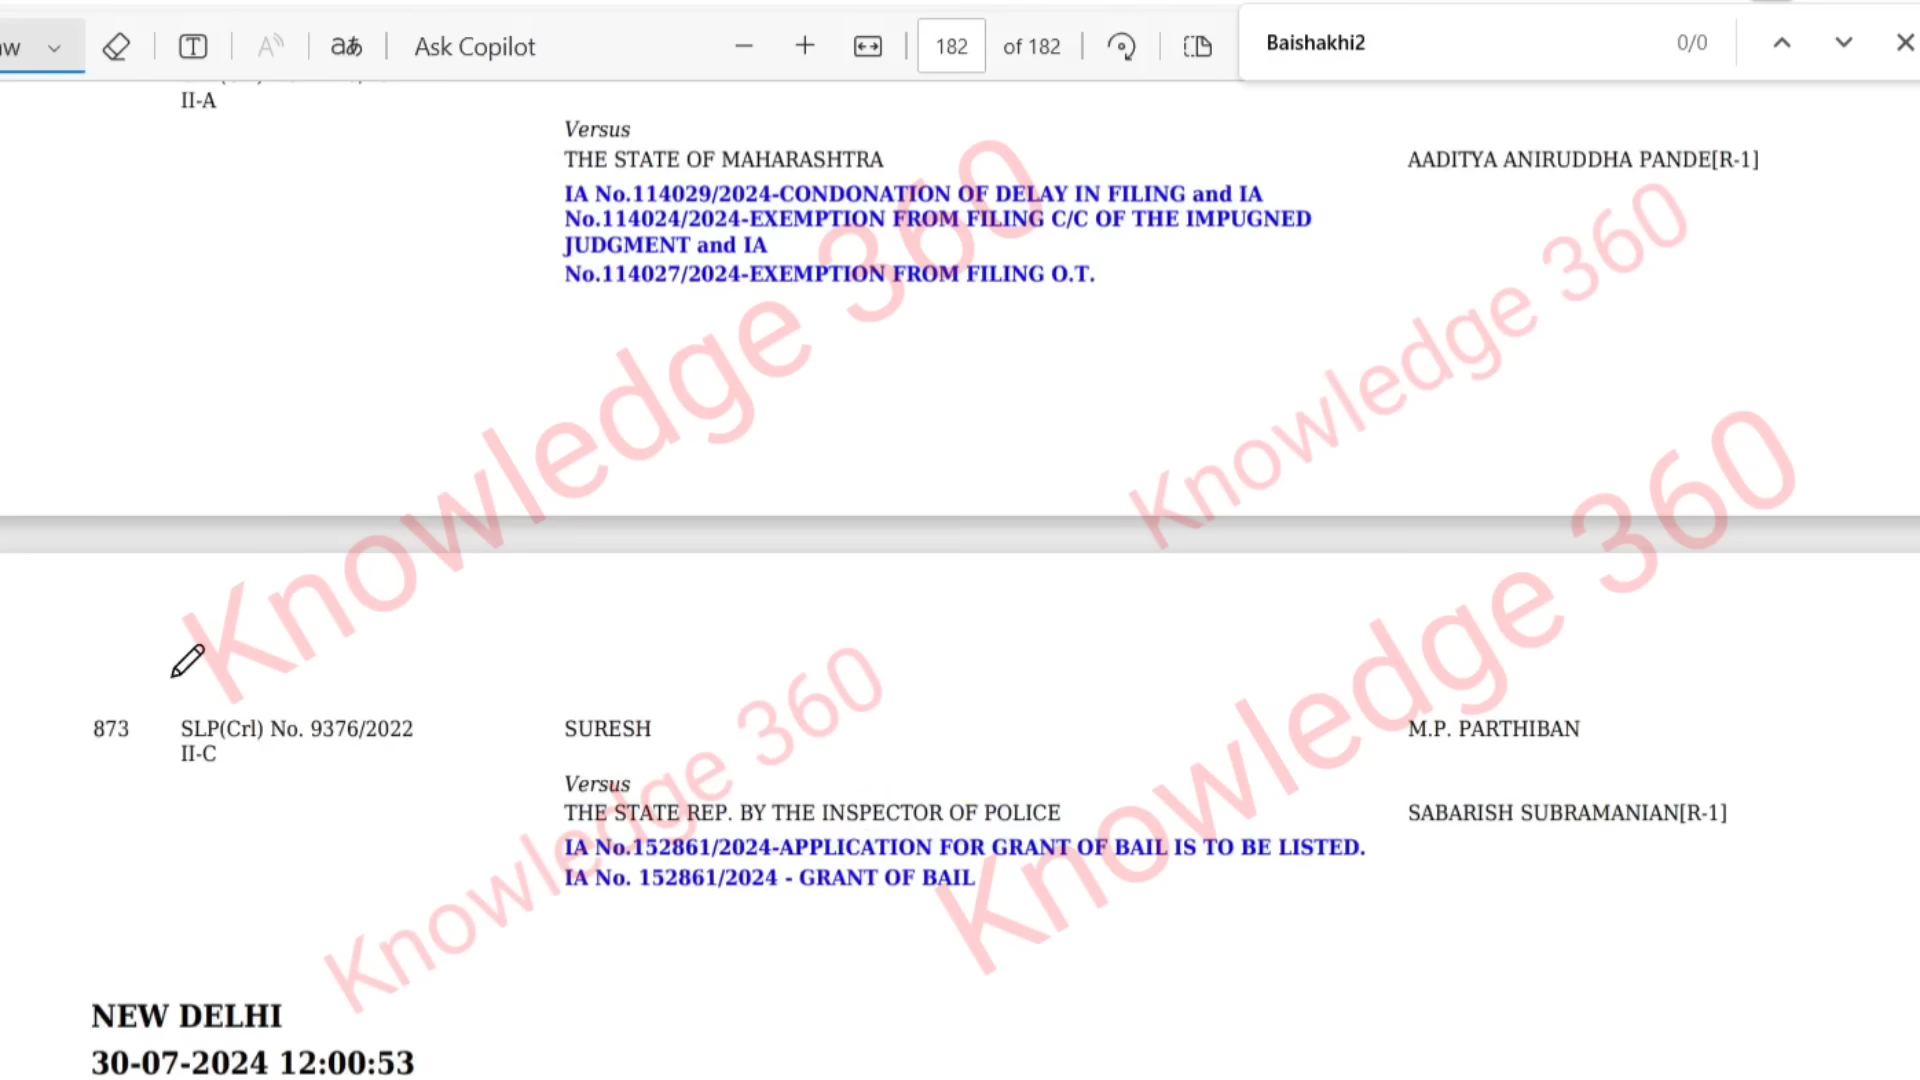 aw
T
A
aあ
Ask Copilot
182 of 182
Baishakhi2
0/0
II-A
Versus
THE STATE OF MAHARASHTRA
AADITYA ANIRUDDHA PANDE[R-1]
IA No.114029/2024-CONDONATION OF DELAY IN FILING and IA
No.114024/2024-EXEMPTION FROM FILING C/C OF THE IMPUGNED
JUDGMENT and IA
No.114027/2024-EXEMPTION FROM FILING O.T.
Knowledge 360
Knowledge 360
Knowledge 360
Knowledge 360
873 SLP(Crl) No. 9376/2022 SURESH M.P. PARTHIBAN
II-C
Versus
THE STATE REP. BY THE INSPECTOR OF POLICE SABARISH SUBRAMANIAN[R-1]
IA No.152861/2024-APPLICATION FOR GRANT OF BAIL IS TO BE LISTED.
IA No. 152861/2024 - GRANT OF BAIL
NEW DELHI
30-07-2024 12:00:53